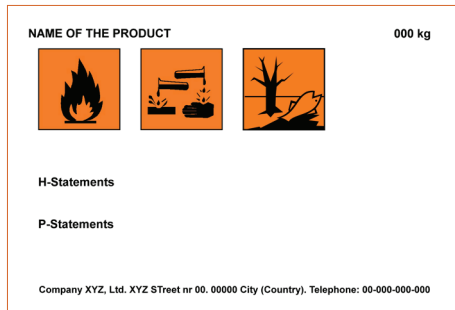 NAME OF THE PRODUCT 000 kg
H-Statements
P-Statements
Company XYZ, Ltd. XYZ STreet nr 00. 00000 City (Country). Telephone: 00-000-000-000